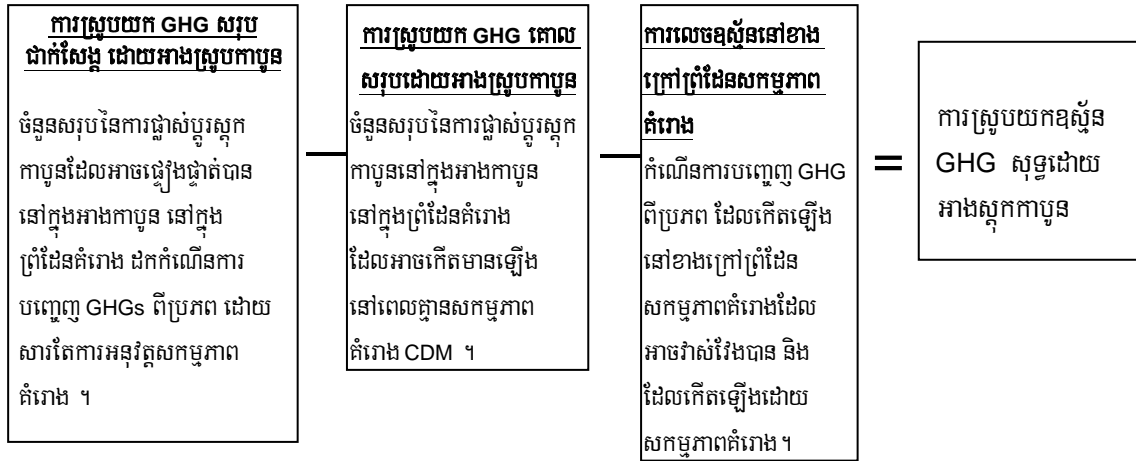 ការស្រូបយក GHG សរុប
ជាក់ស្តែង ដោយអាងស្រូបកាបូន
ចំនួនសរុបនៃការផ្លាស់ប្តូរស្តុក
កាបូនដែលអាចផ្ទៀងផ្ទាត់បាន
នៅក្នុងអាងកាបូន នៅក្នុង
ព្រំដែនគំរោង ដកកំណើនការ
បញ្ចេញ GHGs ពីប្រភព ដោយ
សារតែការអនុវត្តសកម្មភាព
គំរោង ។
—
ការស្រូបយក GHG គោល
សរុបដោយអាងស្រូបកាបូន
ចំនួនសរុបនៃការផ្លាស់ប្តូរស្តុក
កាបូននៅក្នុងអាងកាបូន
នៅក្នុងព្រំដែនគំរោង
ដែលអាចកើតមានឡើង
នៅពេលគ្មានសកម្មភាព
គំរោង CDM ។
—
ការលេចឧស្ម័ននៅខាង
ក្រៅព្រំដែនសកម្មភាព
គំរោង
កំណើនការបញ្ចេញ GHG
ពីប្រភព ដែលកើតឡើង
នៅខាងក្រៅព្រំដែន
សកម្មភាពគំរោងដែល
អាចវាស់វែងបាន និង
ដែលកើតឡើងដោយ
សកម្មភាពគំរោង។
=
ការស្រូបយកឧស្ម័ន
GHG សុទ្ធដោយ
អាងស្តុកកាបូន